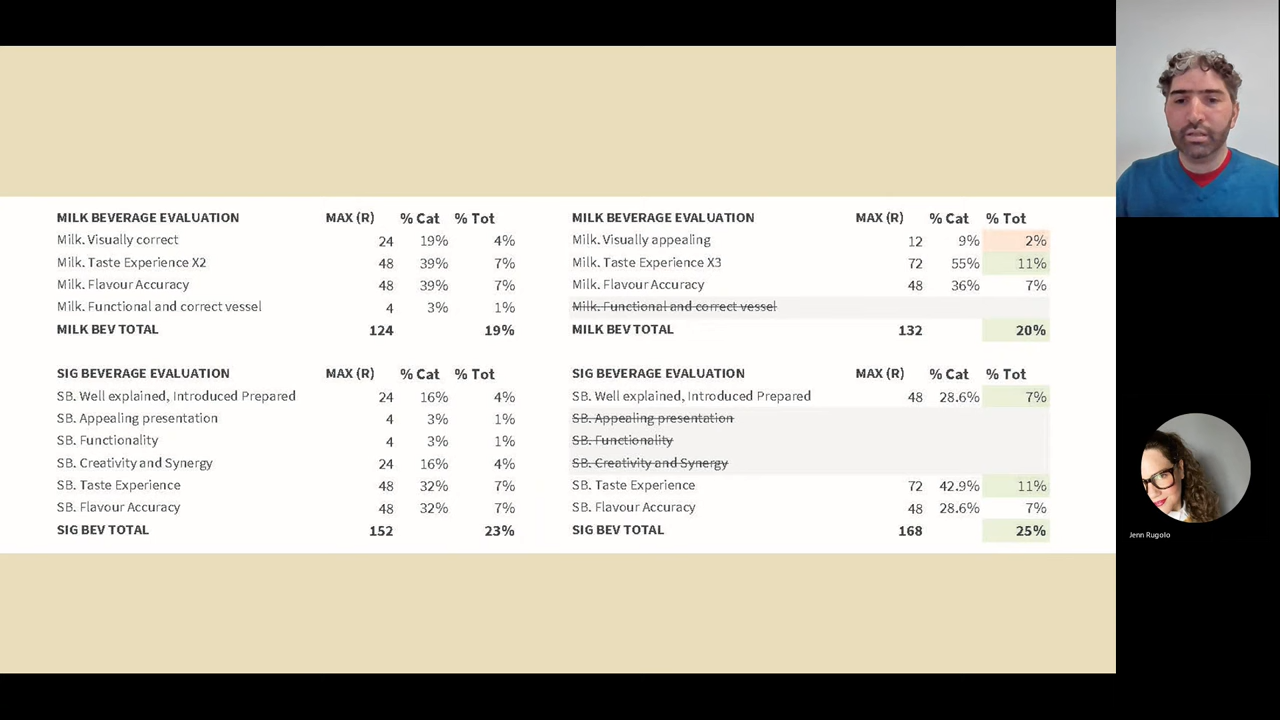 MILK BEVERAGE EVALUATION MAX (R) % Cat % Tot
Milk. Visually correct 24 19% 4%
Milk. Taste Experience X2 48 39% 7%
Milk. Flavour Accuracy 48 39% 7%
Milk. Functional and correct vessel 4 3% 1%
MILK BEV TOTAL 124 19%
SIG BEVERAGE EVALUATION MAX (R) % Cat % Tot
SB. Well explained, Introduced Prepared 24 16% 4%
SB. Appealing presentation 4 3% 1%
SB. Functionality 4 3% 1%
SB. Creativity and Synergy 24 16% 4%
SB. Taste Experience 48 32% 7%
SB. Flavour Accuracy 48 32% 7%
SIG BEV TOTAL 152 23%
MILK BEVERAGE EVALUATION MAX (R) % Cat % Tot
Milk. Visually appealing 12 9% 2%
Milk. Taste Experience X3 72 55% 11%
Milk. Flavour Accuracy 48 36% 7%
Milk. Functional and correct vessel
MILK BEV TOTAL 132 20%
SIG BEVERAGE EVALUATION MAX (R) % Cat % Tot
SB. Well explained, Introduced Prepared 48 28.6% 7%
SB. Appealing presentation
SB. Functionality
SB. Creativity and Synergy
SB. Taste Experience 72 42.9% 11%
SB. Flavour Accuracy 48 28.6% 7%
SIG BEV TOTAL 168 25%
Jenn Rugolo